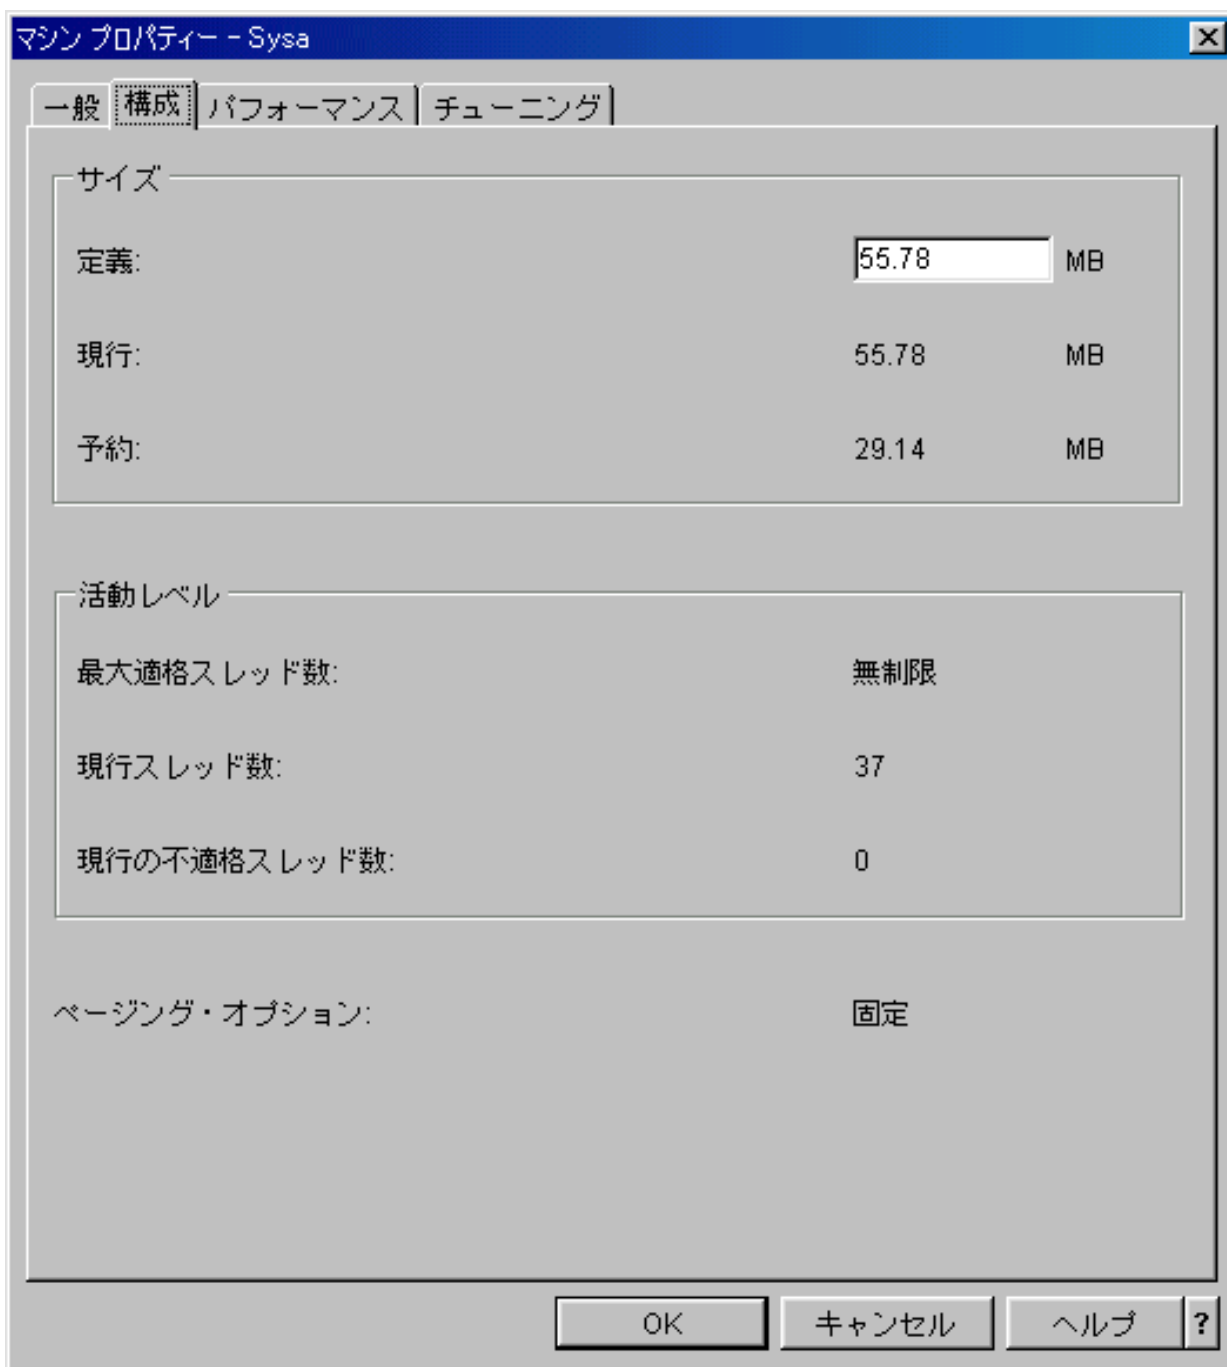 マシン プロパティー - Sysa
一般 構成 パフォーマンス チューニング
サイズ
定義: 55.78 MB
現行: 55.78 MB
予約: 29.14 MB
活動レベル
最大適格スレッド数: 無制限
現行スレッド数: 37
現行の不適格スレッド数: 0
ページング・オプション: 固定
OK キャンセル ヘルプ ?